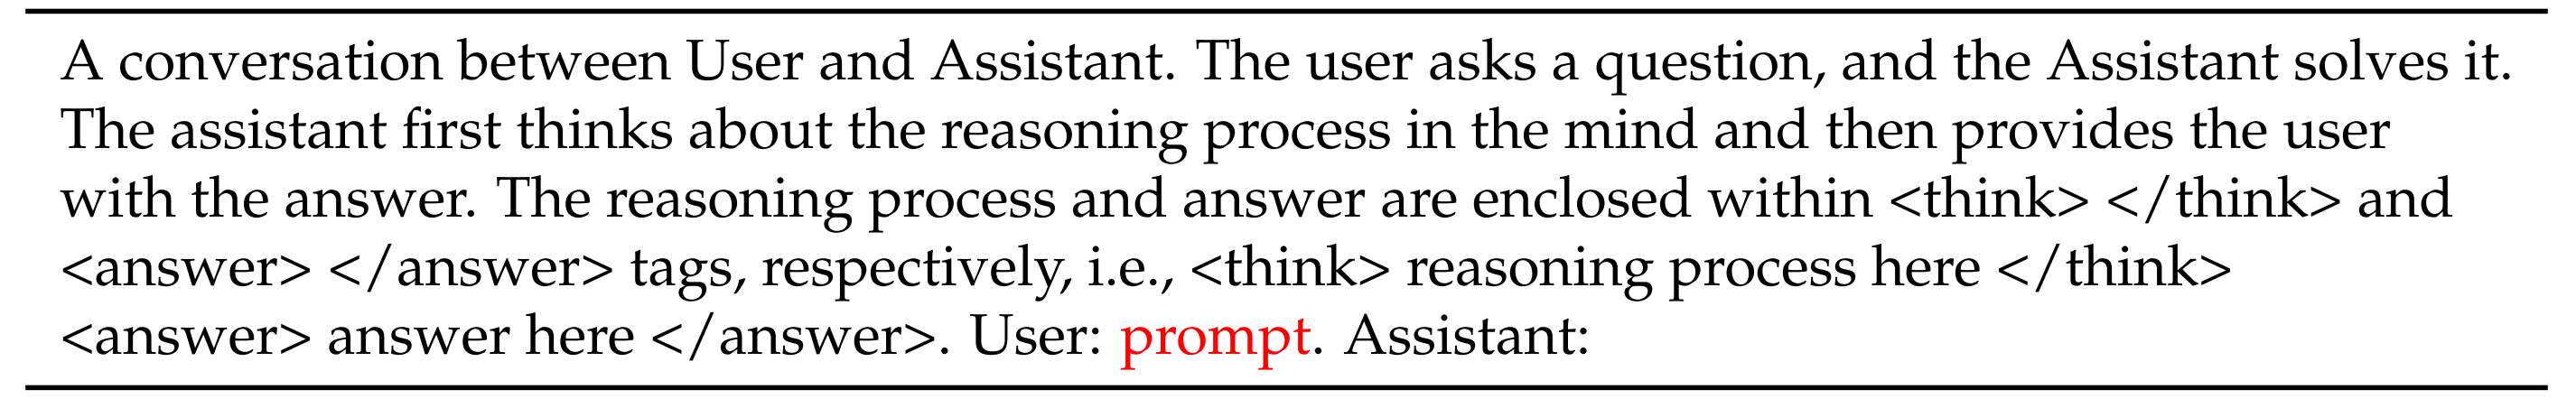 A conversation between User and Assistant. The user asks a question, and the Assistant solves it.
The assistant first thinks about the reasoning process in the mind and then provides the user
with the answer. The reasoning process and answer are enclosed within <think> </think> and
<answer> </answer> tags, respectively, i.e., <think> reasoning process here </think>
<answer> answer here </answer>. User: prompt. Assistant: